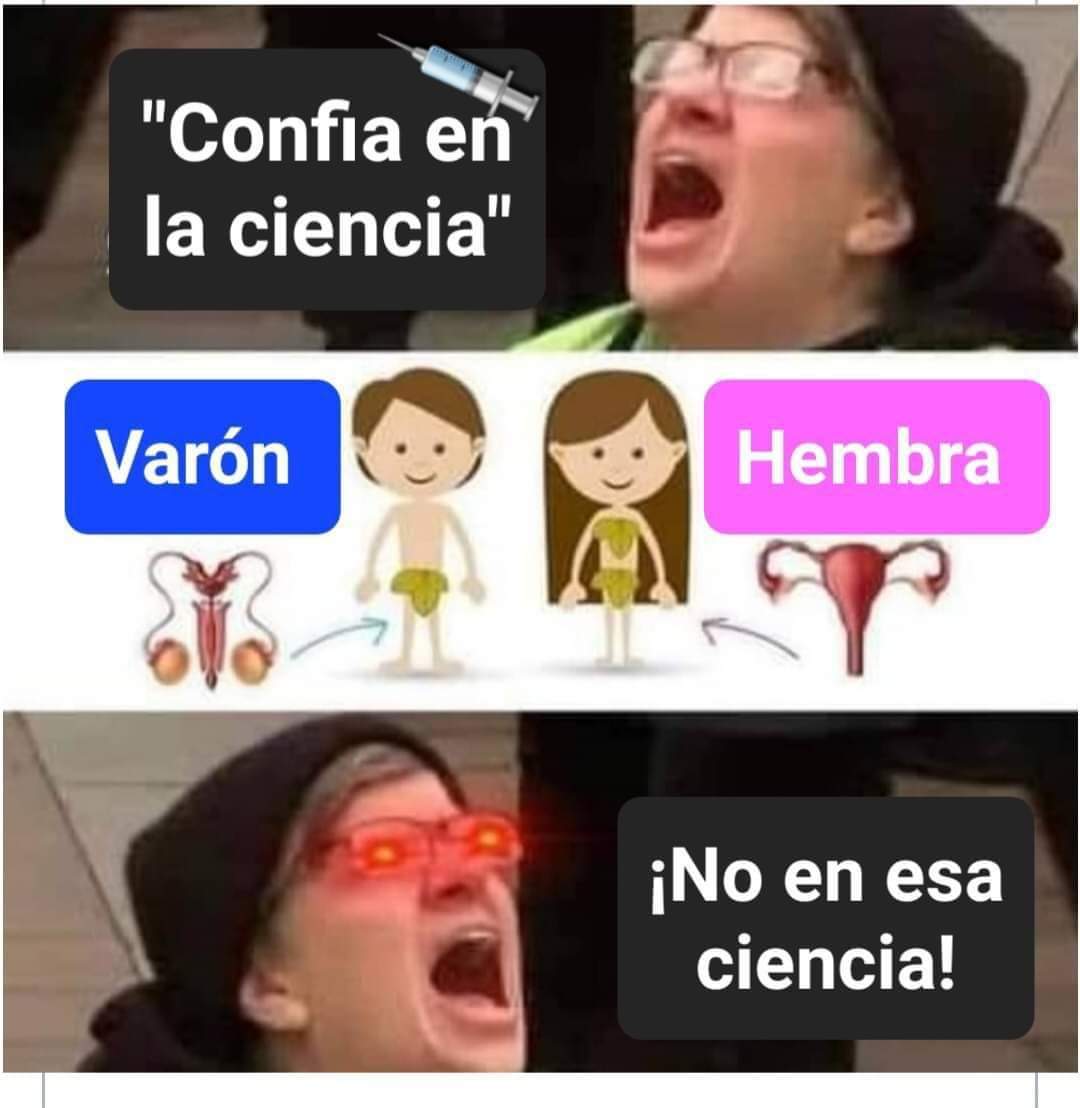 "Confia en
la ciencia"
Varón
Hembra
¡No en esa
ciencia!